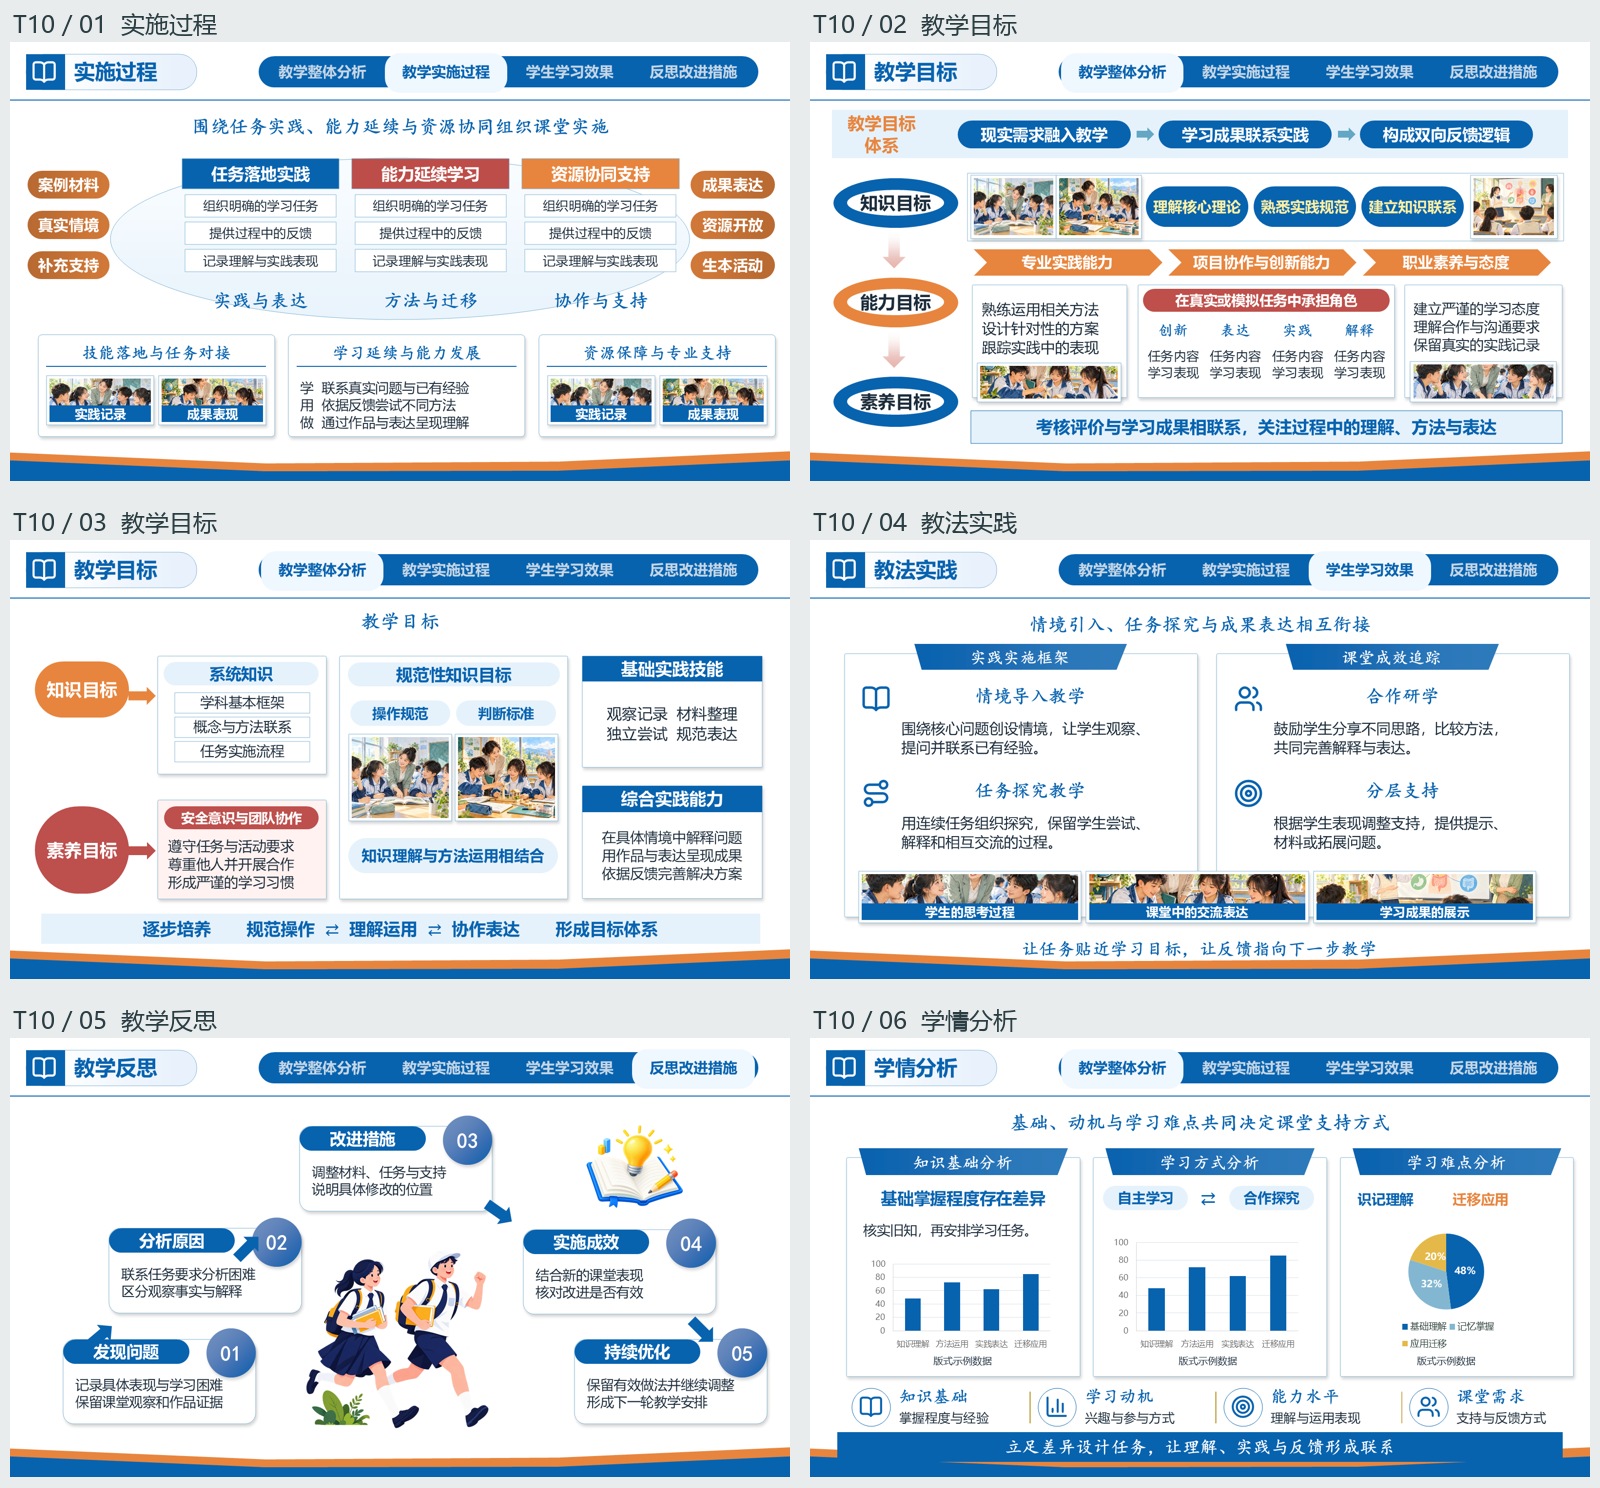 T10 / 01 实施过程
实施过程
教学整体分析 教学实施过程 学生学习效果 反思改进措施
围绕任务实践、能力延续与资源协同组织课堂实施
案例材料
真实情境
补充支持
任务落地实践
组织明确的学习任务
提供过程中的反馈
记录理解与实践表现
实践与表达
能力延续学习
组织明确的学习任务
提供过程中的反馈
记录理解与实践表现
方法与迁移
资源协同支持
组织明确的学习任务
提供过程中的反馈
记录理解与实践表现
协作与支持
成果表达
资源开放
生本活动
技能落地与任务对接
实践记录 成果表现
学习延续与能力发展
学 联系真实问题与已有经验
用 依据反馈尝试不同方法
做 通过作品与表达呈现理解
资源保障与专业支持
实践记录 成果表现
T10 / 02 教学目标
教学目标
教学整体分析 教学实施过程 学生学习效果 反思改进措施
教学目标
体系
现实需求融入教学 学习成果联系实践 构成双向反馈逻辑
知识目标
能力目标
素养目标
理解核心理论 熟悉实践规范 建立知识联系
专业实践能力 项目协作与创新能力 职业素养与态度
熟练运用相关方法
设计针对性的方案
跟踪实践中的表现
在真实或模拟任务中承担角色
创新 表达 实践 解释
任务内容 任务内容 任务内容 任务内容
学习表现 学习表现 学习表现 学习表现
建立严谨的学习态度
理解合作与沟通要求
保留真实的实践记录
考核评价与学习成果相联系，关注过程中的理解、方法与表达
T10 / 03 教学目标
教学目标
教学整体分析 教学实施过程 学生学习效果 反思改进措施
教学目标
知识目标
系统知识
学科基本框架
概念与方法联系
任务实施流程
素养目标
安全意识与团队协作
遵守任务与活动要求
尊重他人并开展合作
形成严谨的学习习惯
规范性知识目标
操作规范 判断标准
知识理解与方法运用相结合
基础实践技能
观察记录 材料整理
独立尝试 规范表达
综合实践能力
在具体情境中解释问题
用作品与表达呈现成果
依据反馈完善解决方案
逐步培养 规范操作 ⇄ 理解运用 ⇄ 协作表达 形成目标体系
T10 / 04 教法实践
教法实践
教学整体分析 教学实施过程 学生学习效果 反思改进措施
情境引入、任务探究与成果表达相互衔接
实践实施框架
情境导入教学
围绕核心问题创设情境，让学生观察、
提问并联系已有经验。
任务探究教学
用连续任务组织探究，保留学生尝试、
解释和相互交流的过程。
课堂成效追踪
合作研学
鼓励学生分享不同思路，比较方法，
共同完善解释与表达。
分层支持
根据学生表现调整支持，提供提示、
材料或拓展问题。
学生的思考过程 课堂中的交流表达 学习成果的展示
让任务贴近学习目标，让反馈指向下一步教学
T10 / 05 教学反思
教学反思
教学整体分析 教学实施过程 学生学习效果 反思改进措施
改进措施 03
调整材料、任务与支持
说明具体修改的位置
分析原因 02
联系任务要求分析困难
区分观察事实与解释
发现问题 01
记录具体表现与学习困难
保留课堂观察和作品证据
实施成效 04
结合新的课堂表现
核对改进是否有效
持续优化 05
保留有效做法并继续调整
形成下一轮教学安排
T10 / 06 学情分析
学情分析
教学整体分析 教学实施过程 学生学习效果 反思改进措施
基础、动机与学习难点共同决定课堂支持方式
知识基础分析
基础掌握程度存在差异
核实旧知，再安排学习任务。
100
80
60
40
20
0
知识理解 方法运用 实践表达 迁移应用
版式示例数据
学习方式分析
自主学习 ⇄ 合作探究
100
80
60
40
20
0
知识理解 方法运用 实践表达 迁移应用
版式示例数据
学习难点分析
识记理解 迁移应用
20%
48%
32%
基础理解 记忆掌握
应用迁移
版式示例数据
知识基础
掌握程度与经验
学习动机
兴趣与参与方式
能力水平
理解与运用表现
课堂需求
支持与反馈方式
立足差异设计任务，让理解、实践与反馈形成联系